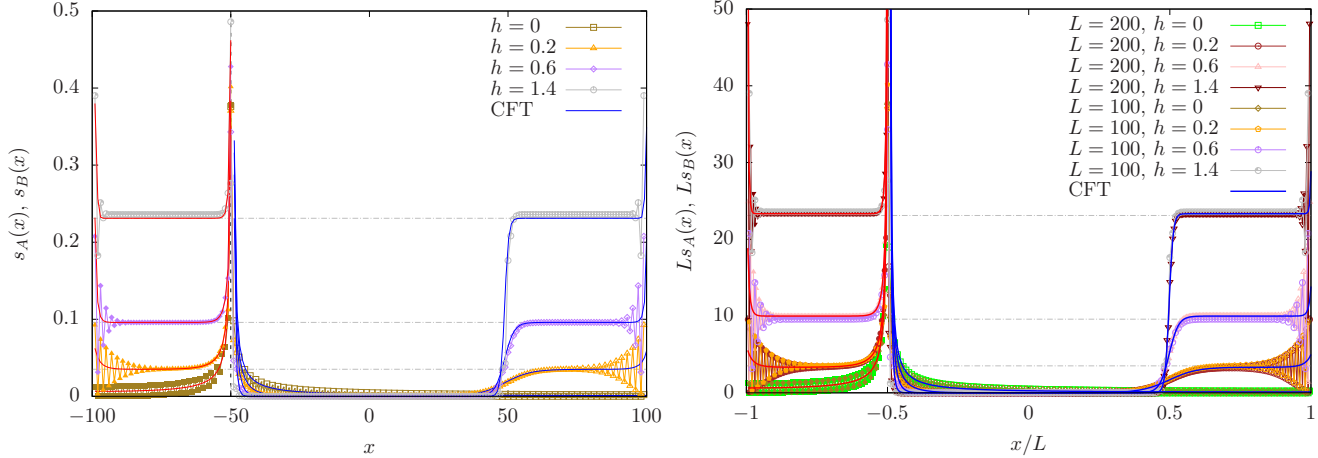 0.5
0.4
0.3
0.2
0.1
0
s_A(x), s_B(x)
h = 0
h = 0.2
h = 0.6
h = 1.4
CFT
−100
−50
0
50
100
x
50
40
30
20
10
0
Ls_A(x), Ls_B(x)
L = 200, h = 0
L = 200, h = 0.2
L = 200, h = 0.6
L = 200, h = 1.4
L = 100, h = 0
L = 100, h = 0.2
L = 100, h = 0.6
L = 100, h = 1.4
CFT
−1
−0.5
0
0.5
1
x/L